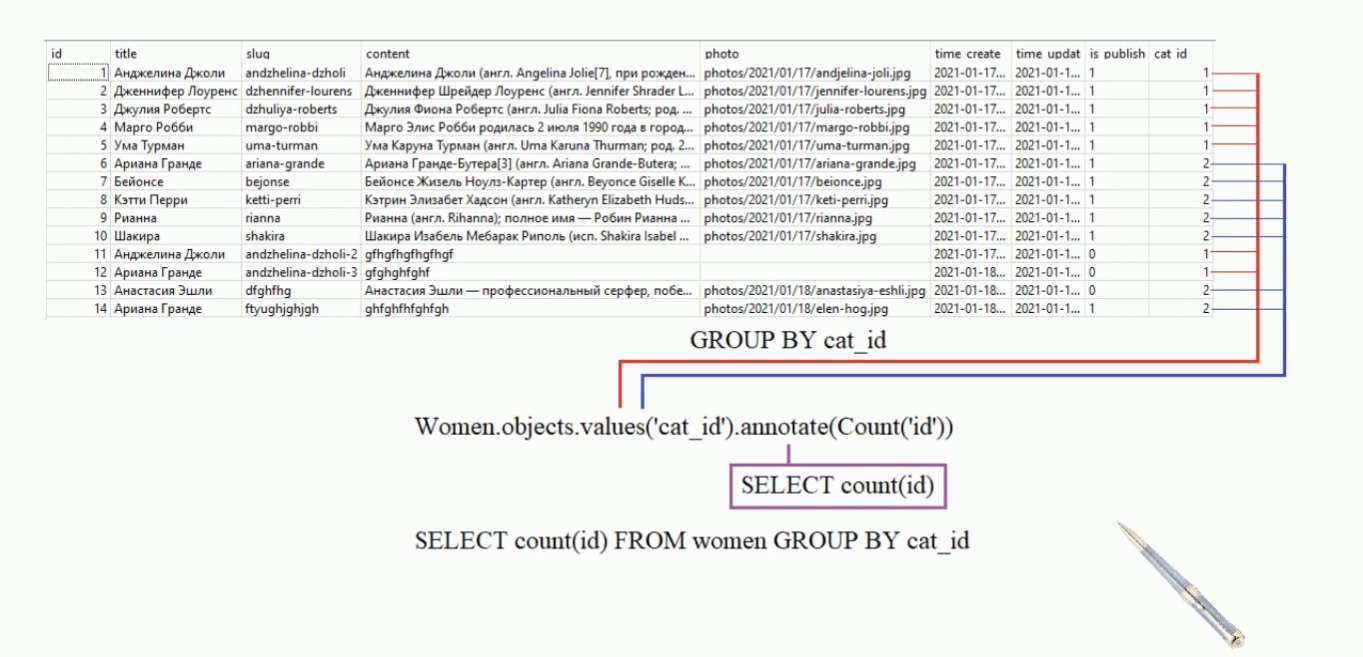 id title slug content photo time create time updat is publish cat id
1 Анджелина Джоли andzhelina-dzholi Анджелина Джоли (англ. Angelina Jolie[7], при рожден... photos/2021/01/17/andjelina-joli.jpg 2021-01-17... 2021-01-1... 1 1
2 Дженнифер Лоуренс dzhennifer-lourens Дженнифер Шрейдер Лоуренс (англ. Jennifer Shrader L... photos/2021/01/17/jennifer-lourens.jpg 2021-01-17... 2021-01-1... 1 1
3 Джулия Робертс dzhuliya-roberts Джулия Фиона Робертс (англ. Julia Fiona Roberts; род. ... photos/2021/01/17/julia-roberts.jpg 2021-01-17... 2021-01-1... 1 1
4 Марго Робби margo-robbi Марго Элис Робби родилась 2 июля 1990 года в город... photos/2021/01/17/margo-robbi.jpg 2021-01-17... 2021-01-1... 1 1
5 Ума Турман uma-turman Ума Каруна Турман (англ. Uma Karuna Thurman; род. 2... photos/2021/01/17/uma-turman.jpg 2021-01-17... 2021-01-1... 1 1
6 Ариана Гранде ariana-grande Ариана Гранде-Бутера[3] (англ. Ariana Grande-Butera; ... photos/2021/01/17/ariana-grande.jpg 2021-01-17... 2021-01-1... 1 2
7 Бейонсе bejonse Бейонсе Жизель Ноулз-Картер (англ. Beyonce Giselle K... photos/2021/01/17/beionce.jpg 2021-01-17... 2021-01-1... 1 2
8 Кэтти Перри ketti-perri Кэтрин Элизабет Хадсон (англ. Katheryn Elizabeth Huds... photos/2021/01/17/keti-perri.jpg 2021-01-17... 2021-01-1... 1 2
9 Рианна rianna Рианна (англ. Rihanna); полное имя — Робин Рианна ... photos/2021/01/17/rianna.jpg 2021-01-17... 2021-01-1... 1 2
10 Шакира shakira Шакира Изабель Мебарак Риполь (исп. Shakira Isabel ... photos/2021/01/17/shakira.jpg 2021-01-17... 2021-01-1... 1 2
11 Анджелина Джоли andzhelina-dzholi-2 gfhgfhgfhgfhgf 2021-01-17... 2021-01-1... 0 1
12 Ариана Гранде andzhelina-dzholi-3 gfghghfghf 2021-01-18... 2021-01-1... 0 1
13 Анастасия Эшли dfghfhg Анастасия Эшли — профессиональный серфер, побе... photos/2021/01/18/anastasiya-eshli.jpg 2021-01-18... 2021-01-1... 0 2
14 Ариана Гранде ftyughjghjgh ghfghfhfghfgh photos/2021/01/18/elen-hog.jpg 2021-01-18... 2021-01-1... 1 2
GROUP BY cat_id
Women.objects.values('cat_id').annotate(Count('id'))
SELECT count(id)
SELECT count(id) FROM women GROUP BY cat_id